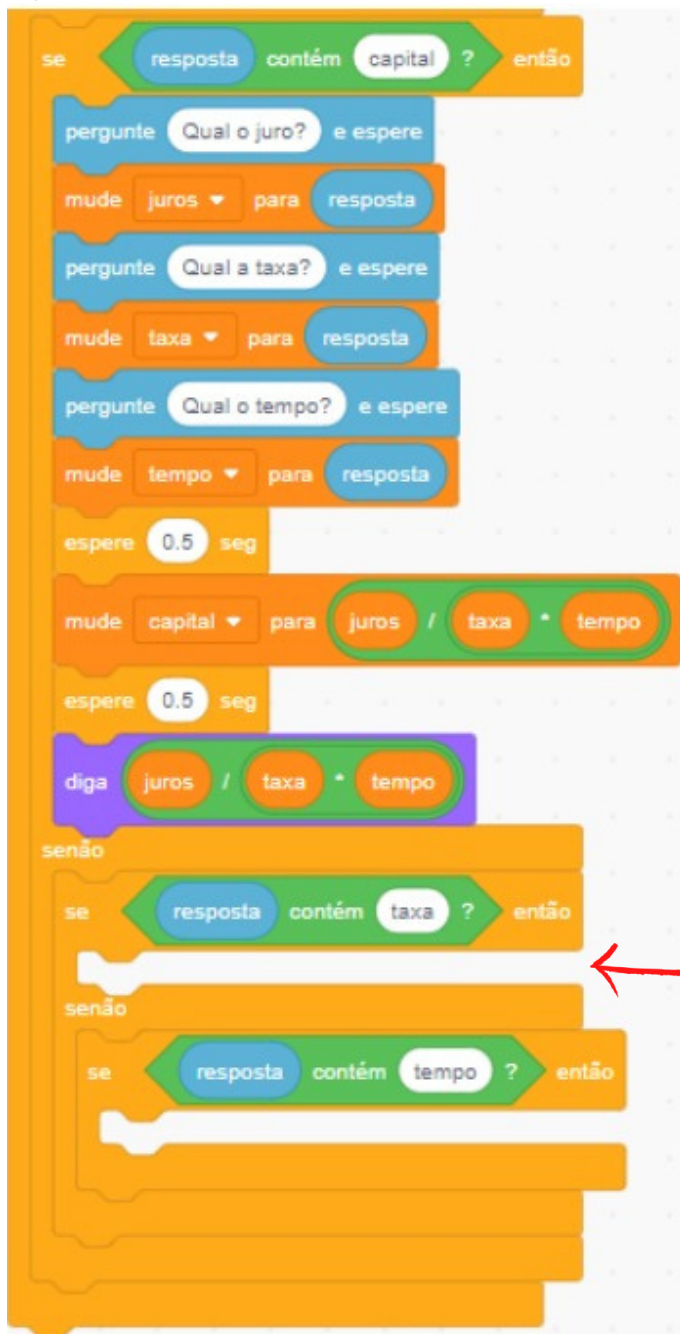 se resposta contém capital ? então
pergunte Qual o juro? e espere
mude juros para resposta
pergunte Qual a taxa? e espere
mude taxa para resposta
pergunte Qual o tempo? e espere
mude tempo para resposta
espere 0.5 seg
mude capital para juros / taxa * tempo
espere 0.5 seg
diga juros / taxa * tempo
senão
se resposta contém taxa ? então
senão
se resposta contém tempo ? então